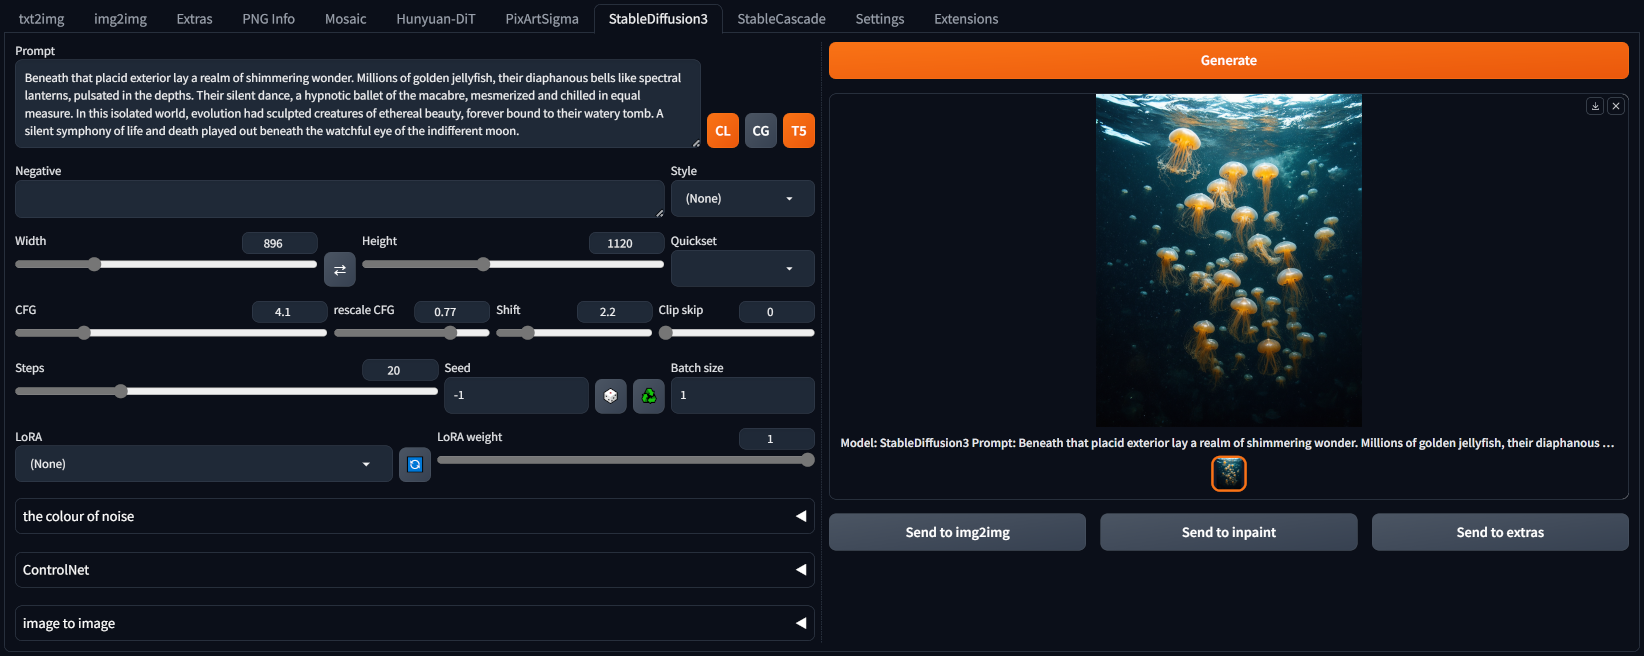 txt2img img2img Extras PNG Info Mosaic Hunyuan-DiT PixArtSigma StableDiffusion3 StableCascade Settings Extensions
Prompt
Beneath that placid exterior lay a realm of shimmering wonder. Millions of golden jellyfish, their diaphanous bells like spectral
lanterns, pulsated in the depths. Their silent dance, a hypnotic ballet of the macabre, mesmerized and chilled in equal
measure. In this isolated world, evolution had sculpted creatures of ethereal beauty, forever bound to their watery tomb. A
silent symphony of life and death played out beneath the watchful eye of the indifferent moon.
CL CG T5
Negative
Style
(None)
Width 896
Height 1120
Quickset
CFG 4.1
rescale CFG 0.77
Shift 2.2
Clip skip 0
Steps 20
Seed
-1
Batch size
1
LoRA
(None)
LoRA weight 1
the colour of noise
ControlNet
image to image
Generate
Model: StableDiffusion3 Prompt: Beneath that placid exterior lay a realm of shimmering wonder. Millions of golden jellyfish, their diaphanous ...
Send to img2img Send to inpaint Send to extras